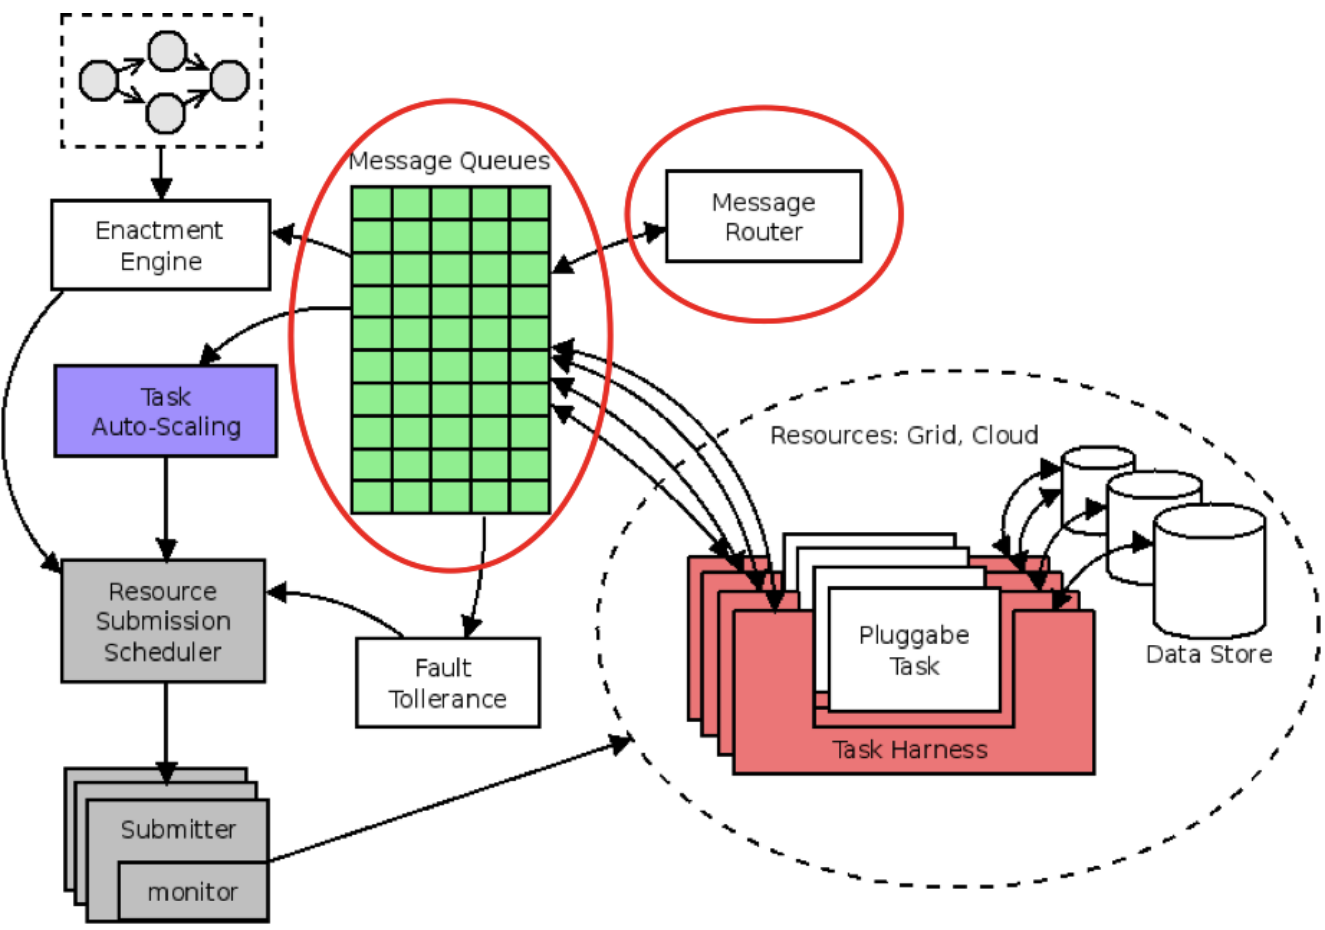 Message Queues
Message
Router
Enactment
Engine
Task
Auto-Scaling
Resources: Grid, Cloud
Resource
Submission
Scheduler
Fault
Tollerance
Pluggabe
Task
Data Store
Task Harness
Submitter
monitor